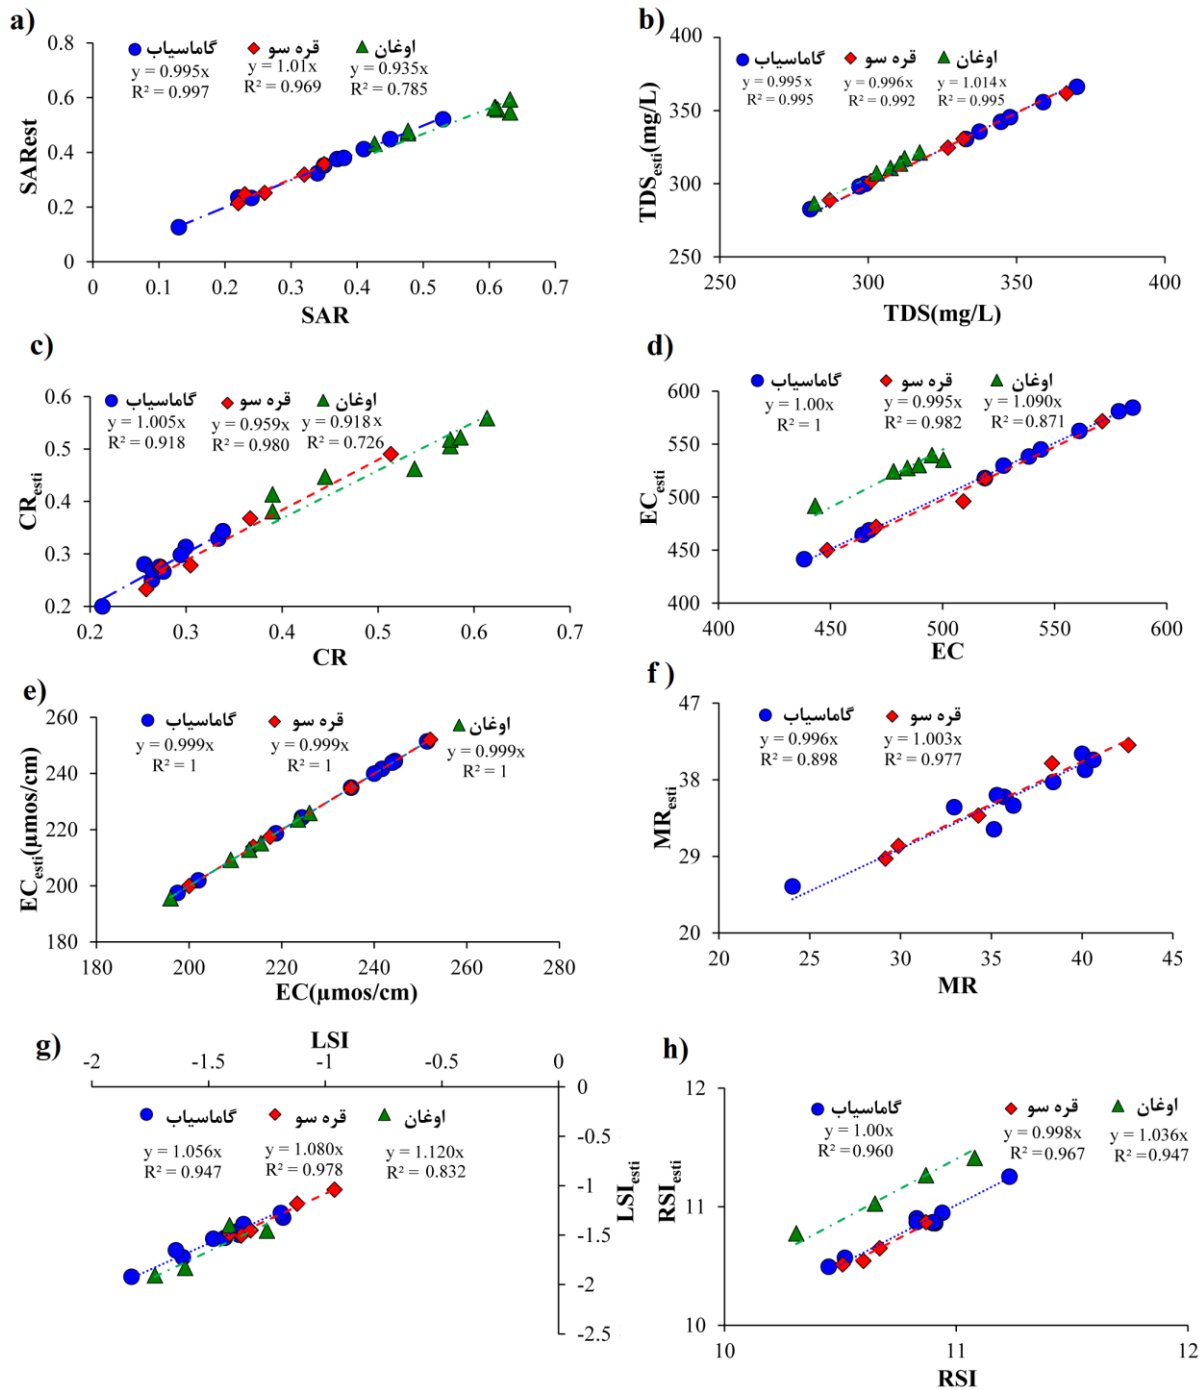 a)
گاماسیاب قره سو اوغان
y = 0.995x y = 1.01x y = 0.935x
R² = 0.997 R² = 0.969 R² = 0.785
0.8
0.6
0.4
0.2
0
SARest
0 0.1 0.2 0.3 0.4 0.5 0.6 0.7
SAR
b)
گاماسیاب قره سو اوغان
y = 0.995x y = 0.996x y = 1.014x
R² = 0.995 R² = 0.992 R² = 0.995
400
350
300
250
TDSesti(mg/L)
250 300 350 400
TDS(mg/L)
c)
گاماسیاب قره سو اوغان
y = 1.005x y = 0.959x y = 0.918x
R² = 0.918 R² = 0.980 R² = 0.726
0.6
0.5
0.4
0.3
0.2
CResti
0.2 0.3 0.4 0.5 0.6 0.7
CR
d)
گاماسیاب قره سو اوغان
y = 1.00x y = 0.995x y = 1.090x
R² = 1 R² = 0.982 R² = 0.871
600
550
500
450
400
ECesti
400 450 500 550 600
EC
e)
گاماسیاب قره سو اوغان
y = 0.999x y = 0.999x y = 0.999x
R² = 1 R² = 1 R² = 1
260
240
220
200
180
ECesti(µmos/cm)
180 200 220 240 260 280
EC(µmos/cm)
f )
گاماسیاب قره سو
y = 0.996x y = 1.003x
R² = 0.898 R² = 0.977
47
38
29
20
MResti
20 25 30 35 40 45
MR
g)
LSI
-2 -1.5 -1 -0.5 0
گاماسیاب قره سو اوغان
y = 1.056x y = 1.080x y = 1.120x
R² = 0.947 R² = 0.978 R² = 0.832
0
-0.5
-1
-1.5
-2
-2.5
LSIesti
h)
گاماسیاب قره سو اوغان
y = 1.00x y = 0.998x y = 1.036x
R² = 0.960 R² = 0.967 R² = 0.947
12
11
10
RSIesti
10 11 12
RSI